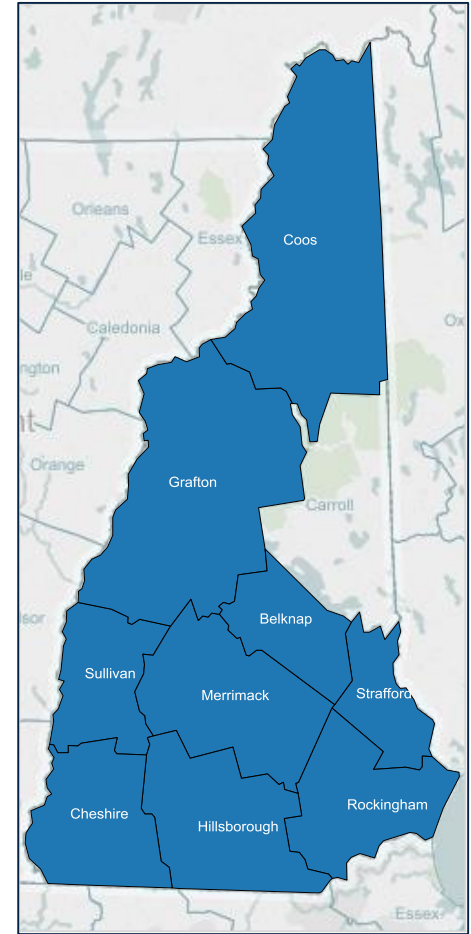 Orleans
Essex
Coos
Caledonia
Grafton
Orange
Carroll
Belknap
Sullivan
Merrimack
Strafford
Cheshire
Hillsborough
Rockingham
Essex